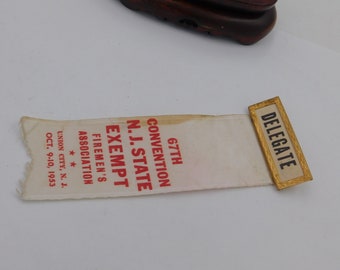 DELEGATE
67TH
CONVENTION
N.J. STATE
EXEMPT
FIREMEN'S
ASSOCIATION
★ ★
UNION CITY, N. J.
OCT. 9-10, 1953